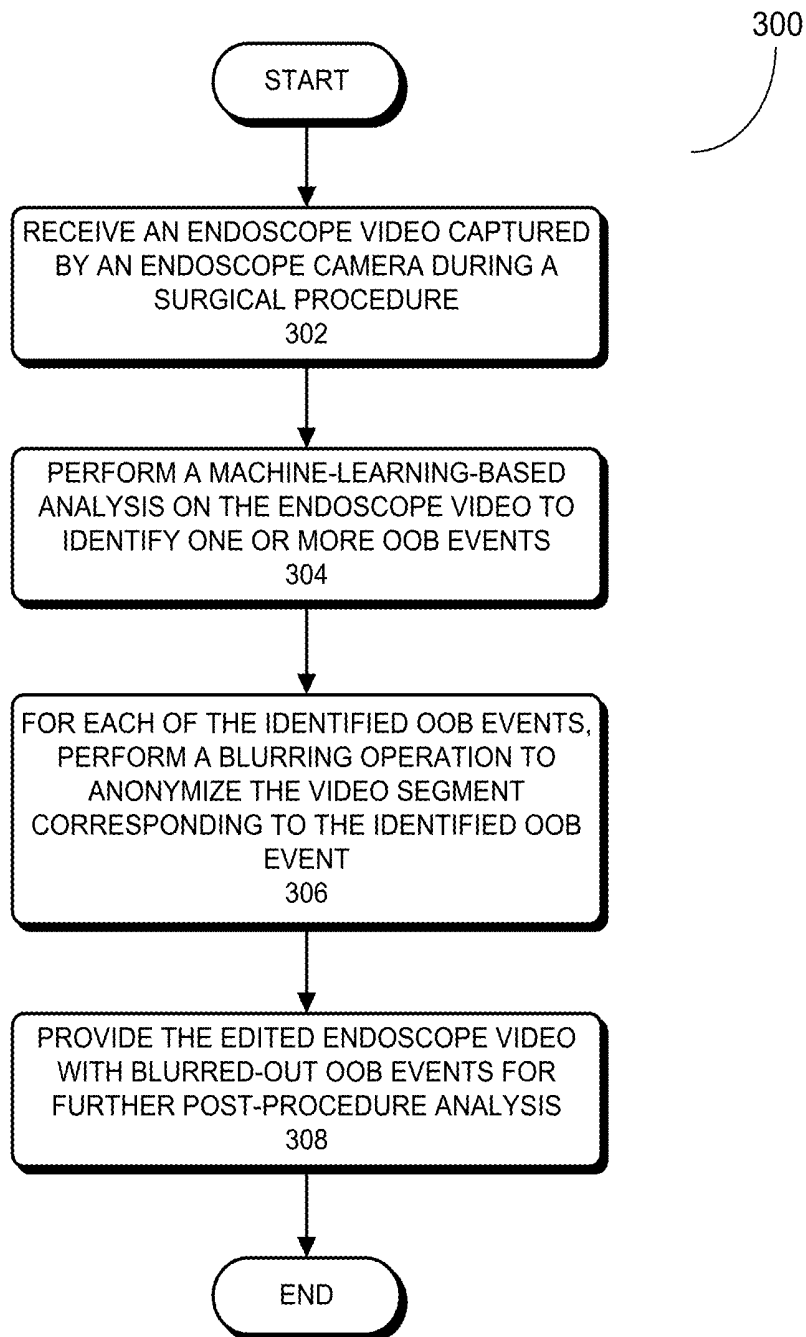 300
START
RECEIVE AN ENDOSCOPE VIDEO CAPTURED
BY AN ENDOSCOPE CAMERA DURING A
SURGICAL PROCEDURE
302
PERFORM A MACHINE-LEARNING-BASED
ANALYSIS ON THE ENDOSCOPE VIDEO TO
IDENTIFY ONE OR MORE OOB EVENTS
304
FOR EACH OF THE IDENTIFIED OOB EVENTS,
PERFORM A BLURRING OPERATION TO
ANONYMIZE THE VIDEO SEGMENT
CORRESPONDING TO THE IDENTIFIED OOB
EVENT
306
PROVIDE THE EDITED ENDOSCOPE VIDEO
WITH BLURRED-OUT OOB EVENTS FOR
FURTHER POST-PROCEDURE ANALYSIS
308
END